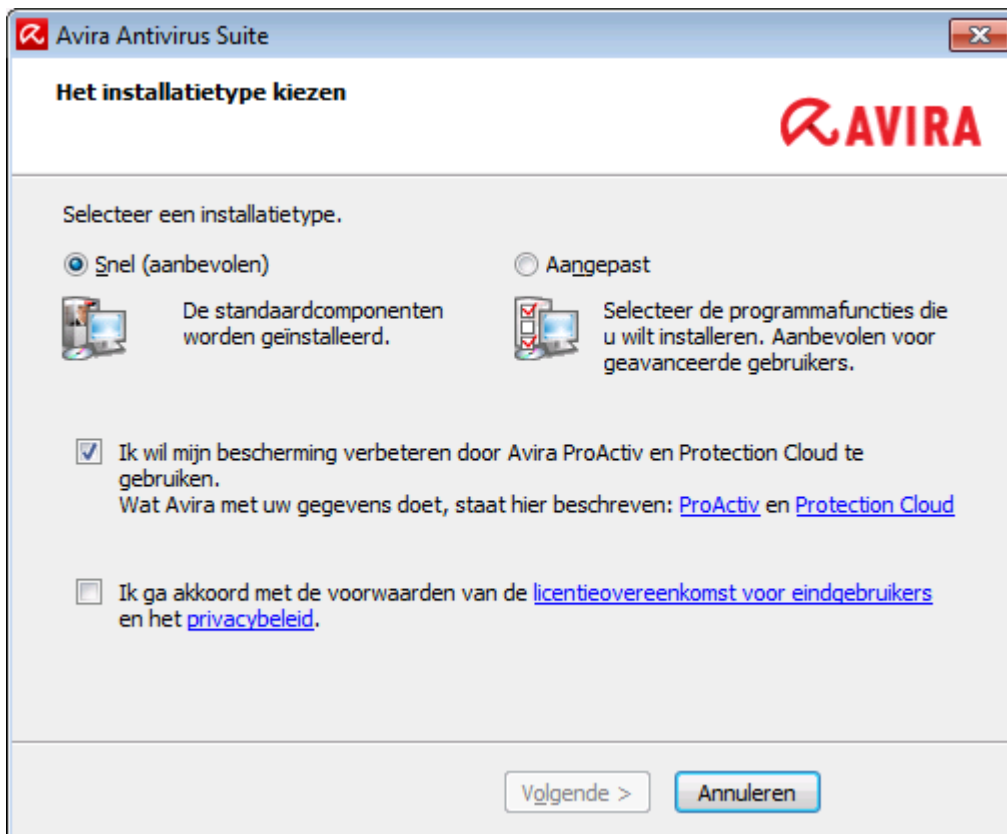 Avira Antivirus Suite
Het installatietype kiezen
AVIRA
Selecteer een installatietype.
Snel (aanbevolen)
De standaardcomponenten
worden geïnstalleerd.
Aangepast
Selecteer de programmafuncties die
u wilt installeren. Aanbevolen voor
geavanceerde gebruikers.
Ik wil mijn bescherming verbeteren door Avira ProActiv en Protection Cloud te
gebruiken.
Wat Avira met uw gegevens doet, staat hier beschreven: ProActiv en Protection Cloud
Ik ga akkoord met de voorwaarden van de licentieovereenkomst voor eindgebruikers
en het privacybeleid.
Volgende >
Annuleren